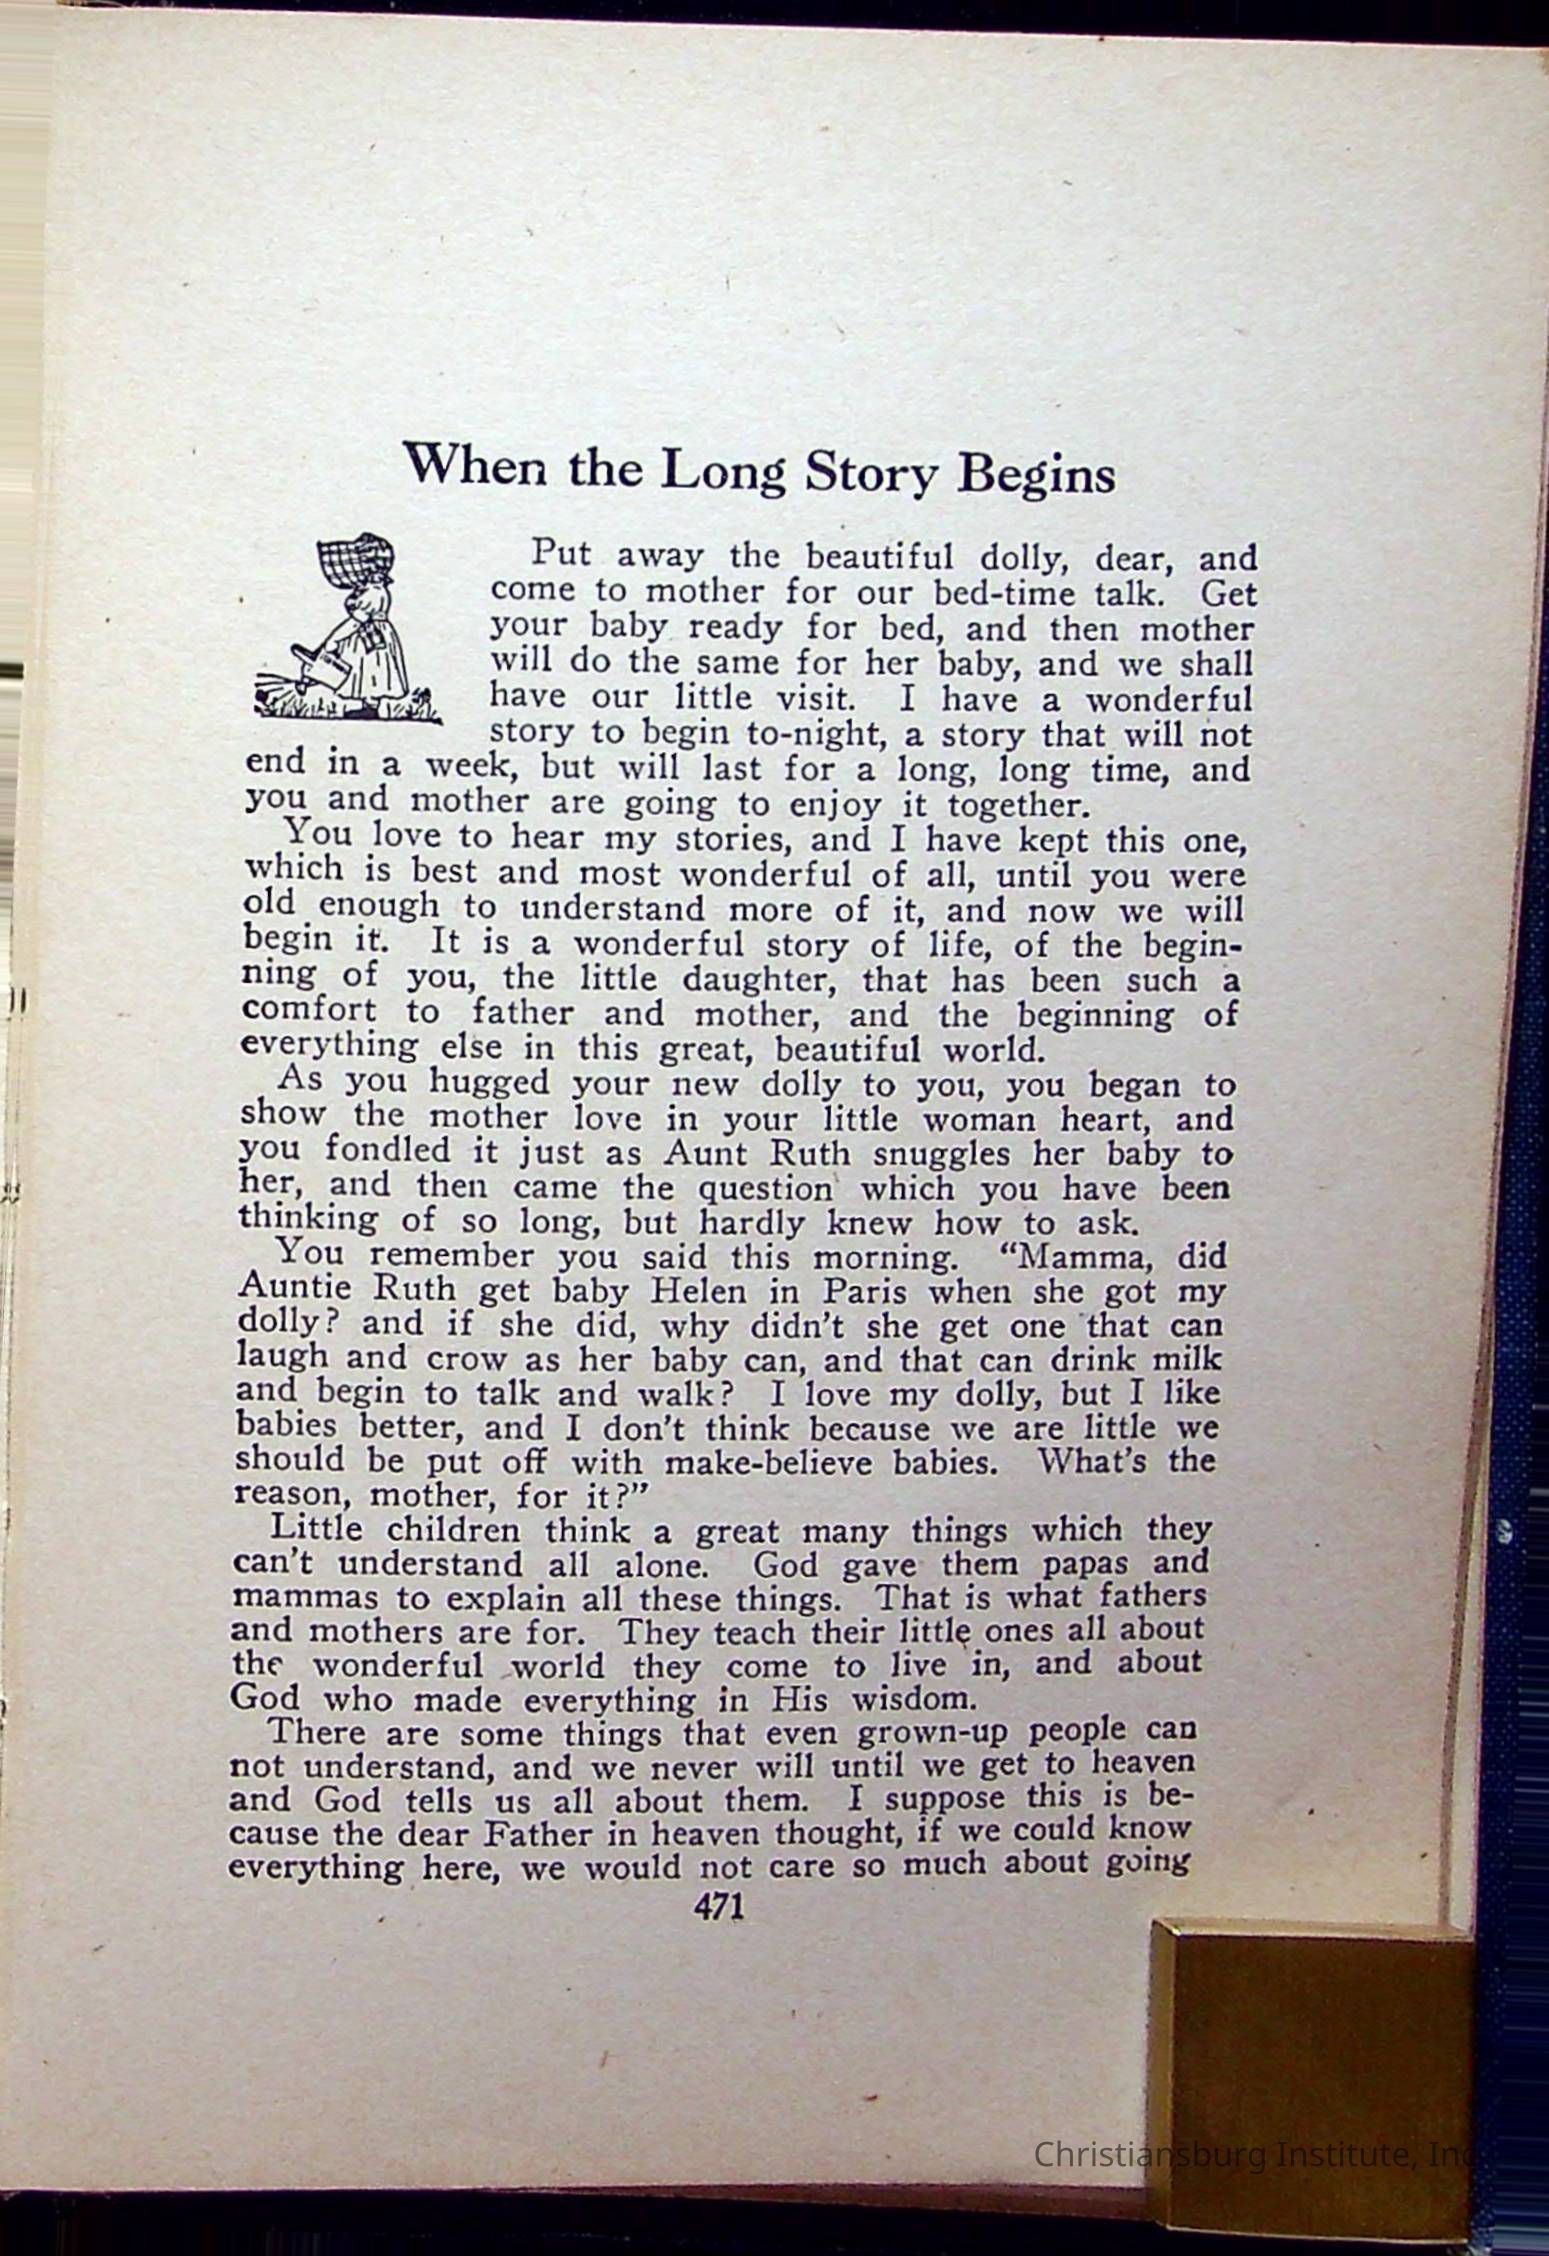 When the Long Story Begins
Put away the beautiful dolly, dear, and
come to mother for our bed-time talk. Get
your baby ready for bed, and then mother
will do the same for her baby, and we shall
have our little visit. I have a wonderful
story to begin to-night, a story that will not
end in a week, but will last for a long, long time, and
you and mother are going to enjoy it together.
You love to hear my stories, and I have kept this one,
which is best and most wonderful of all, until you were
old enough to understand more of it, and now we will
begin it. It is a wonderful story of life, of the begin-
ning of you, the little daughter, that has been such a
comfort to father and mother, and the beginning of
everything else in this great, beautiful world.
As you hugged your new dolly to you, you began to
show the mother love in your little woman heart, and
you fondled it just as Aunt Ruth snuggles her baby to
her, and then came the question which you have been
thinking of so long, but hardly knew how to ask.
You remember you said this morning. “Mamma, did
Auntie Ruth get baby Helen in Paris when she got my
dolly? and if she did, why didn’t she get one that can
laugh and crow as her baby can, and that can drink milk
and begin to talk and walk? I love my dolly, but I like
babies better, and I don’t think because we are little we
should be put off with make-believe babies. What’s the
reason, mother, for it?”
Little children think a great many things which they
can’t understand all alone. God gave them papas and
mammas to explain all these things. That is what fathers
and mothers are for. They teach their little ones all about
the wonderful world they come to live in, and about
God who made everything in His wisdom.
There are some things that even grown-up people can
not understand, and we never will until we get to heaven
and God tells us all about them. I suppose this is be-
cause the dear Father in heaven thought, if we could know
everything here, we would not care so much about going
471
Christiansburg Institute, Inc